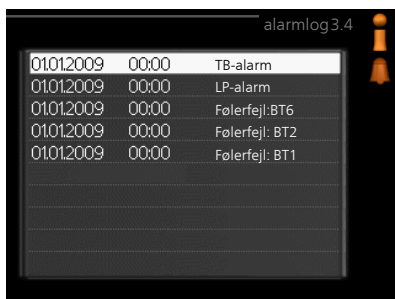 alarmlog 3.4
01.01.2009 00:00 TB-alarm
01.01.2009 00:00 LP-alarm
01.01.2009 00:00 Følerfejl:BT6
01.01.2009 00:00 Følerfejl: BT2
01.01.2009 00:00 Følerfejl: BT1